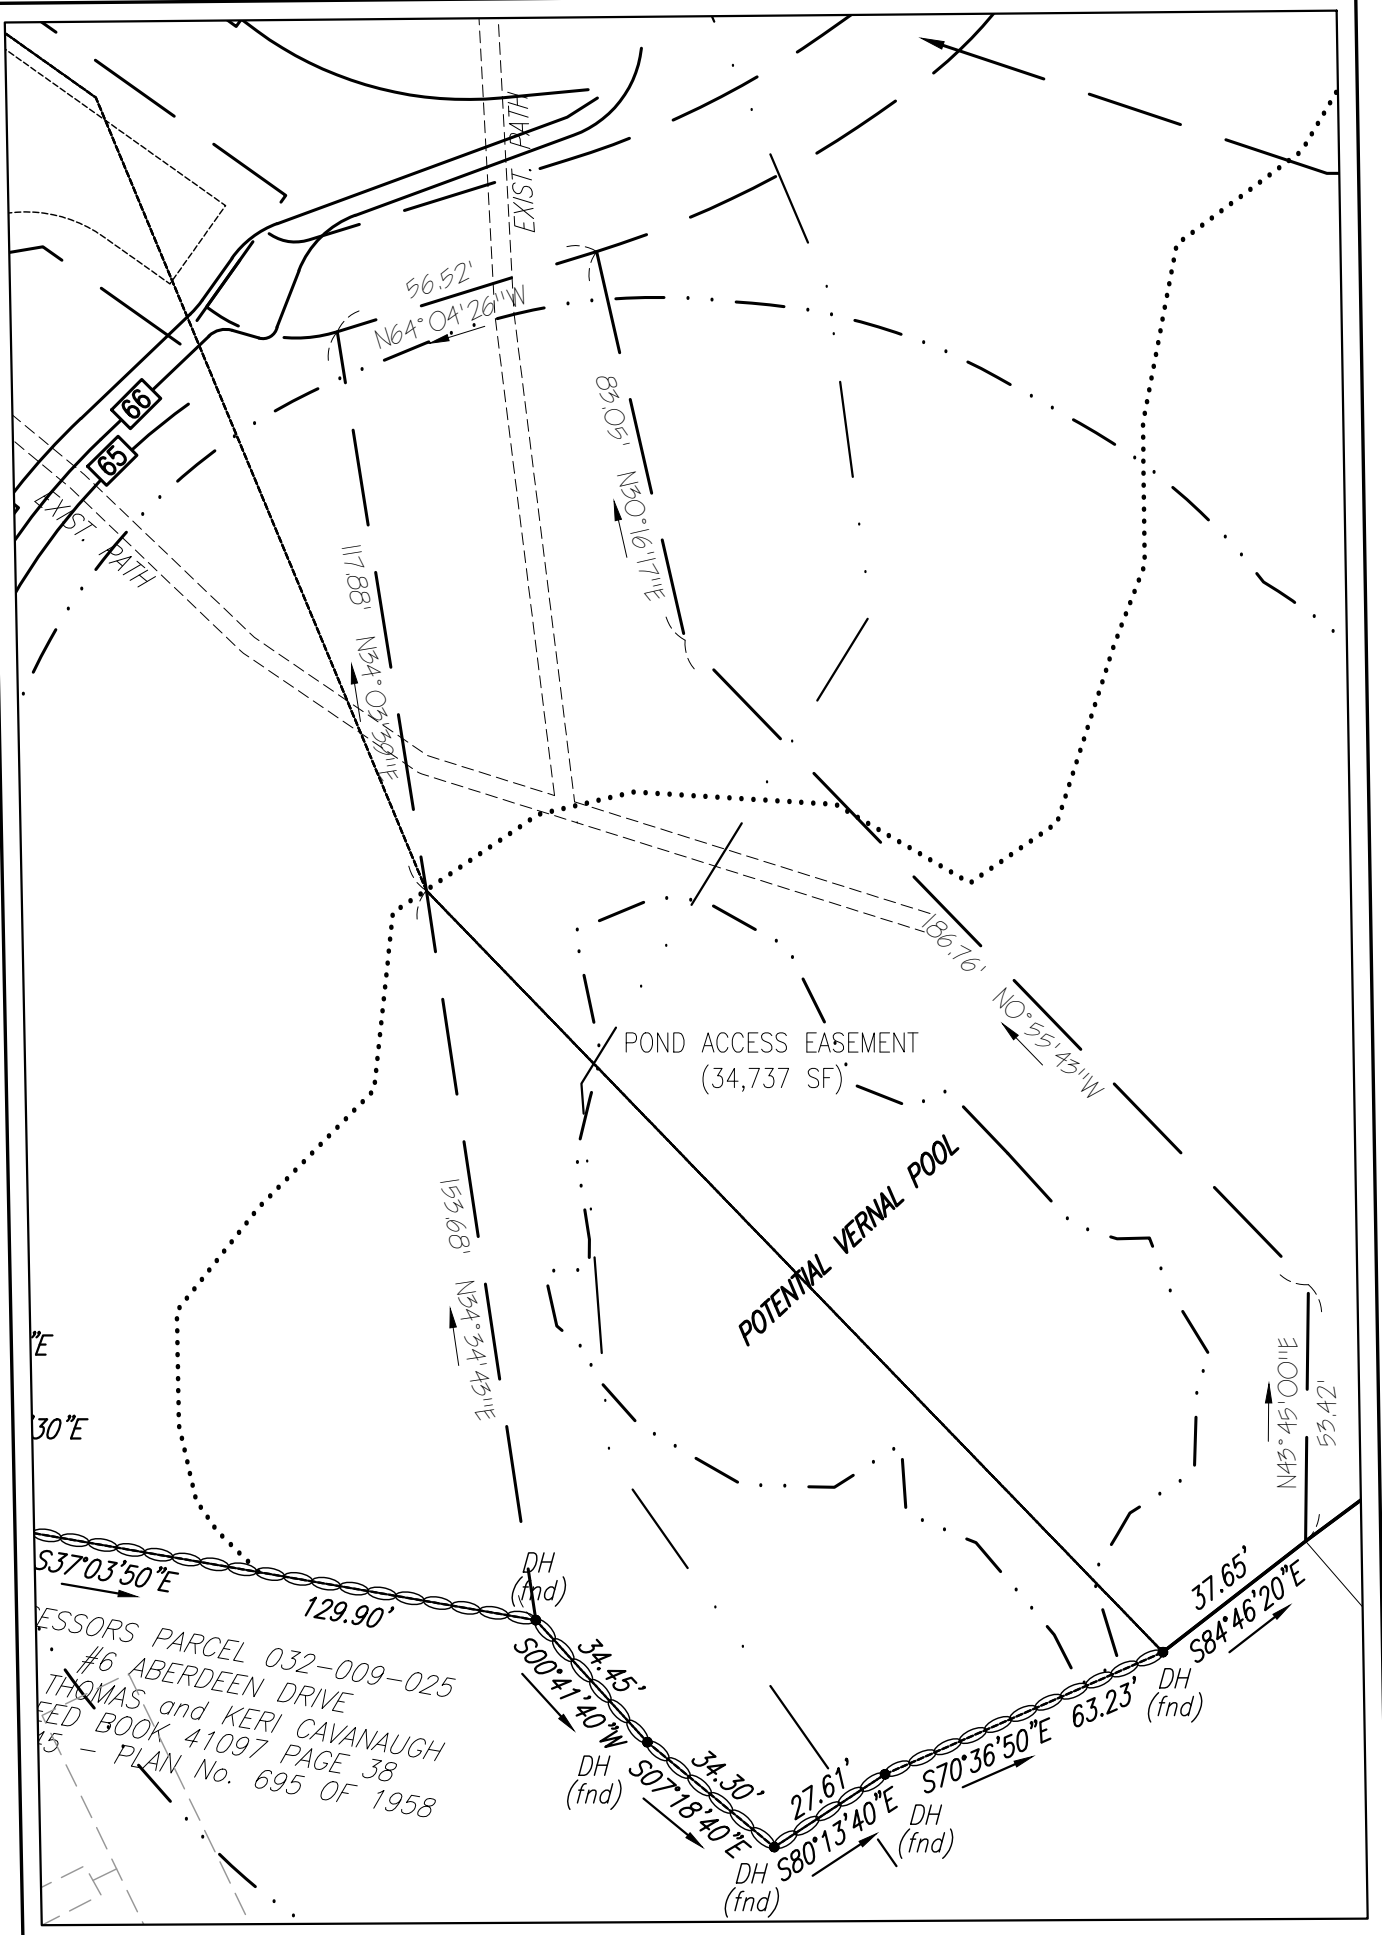 EXIST. PATH
56.52'
N64°04'26"W
66
65
EXIST. PATH
83.05' N30°16'17"E
117.88' N34°03'39"E
186.76' N0°55'43"W
POND ACCESS EASEMENT
(34,737 SF)
POTENTIAL VERNAL POOL
153.68' N34°34'43"E
"E
'30"E
N43°45'00"E
53.42'
S37°03'50"E
129.90'
DH
(fnd)
ESSORS PARCEL 032-009-025
#6 ABERDEEN DRIVE
THOMAS and KERI CAVANAUGH
EED BOOK 41097 PAGE 38
45 - PLAN No. 695 OF 1958
34.45'
S00°41'40"W
DH
(fnd)
34.30'
S07°18'40"E
DH
(fnd)
27.61'
S80°13'40"E
DH
(fnd)
63.23'
S70°36'50"E
DH
(fnd)
37.65'
S84°46'20"E